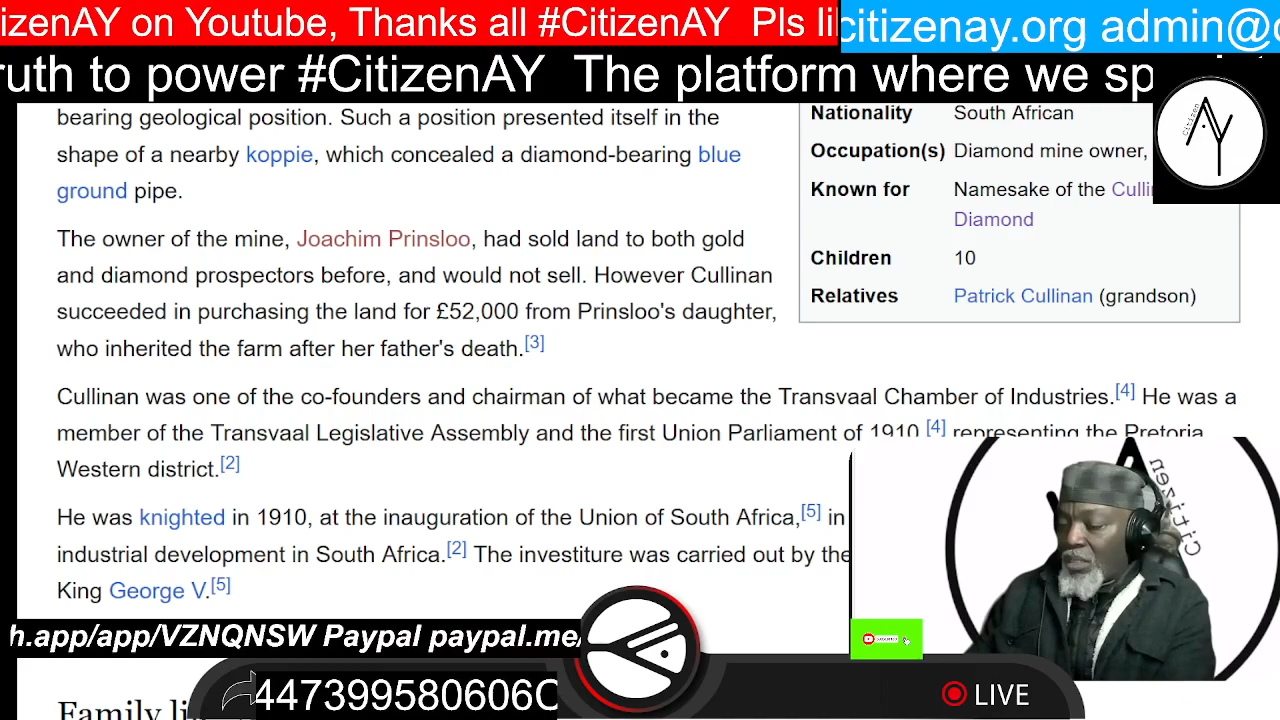 izenAY on Youtube, Thanks all #CitizenAY Pls li
citizenay.org admin@
ruth to power #CitizenAY The platform where we sp
Citizen
AY
bearing geological position. Such a position presented itself in the
shape of a nearby koppie, which concealed a diamond-bearing blue
ground pipe.
Nationality South African
Occupation(s) Diamond mine owner,
Known for Namesake of the Culli
Diamond
Children 10
Relatives Patrick Cullinan (grandson)
The owner of the mine, Joachim Prinsloo, had sold land to both gold
and diamond prospectors before, and would not sell. However Cullinan
succeeded in purchasing the land for £52,000 from Prinsloo's daughter,
who inherited the farm after her father's death.[3]
Cullinan was one of the co-founders and chairman of what became the Transvaal Chamber of Industries.[4] He was a
member of the Transvaal Legislative Assembly and the first Union Parliament of 1910,[4] representing the Pretoria
Western district.[2]
He was knighted in 1910, at the inauguration of the Union of South Africa,[5] in
industrial development in South Africa.[2] The investiture was carried out by the
King George V.[5]
Citizen
h.app/app/VZNQNSW Paypal paypal.me/
447399580606C
LIVE
Family li